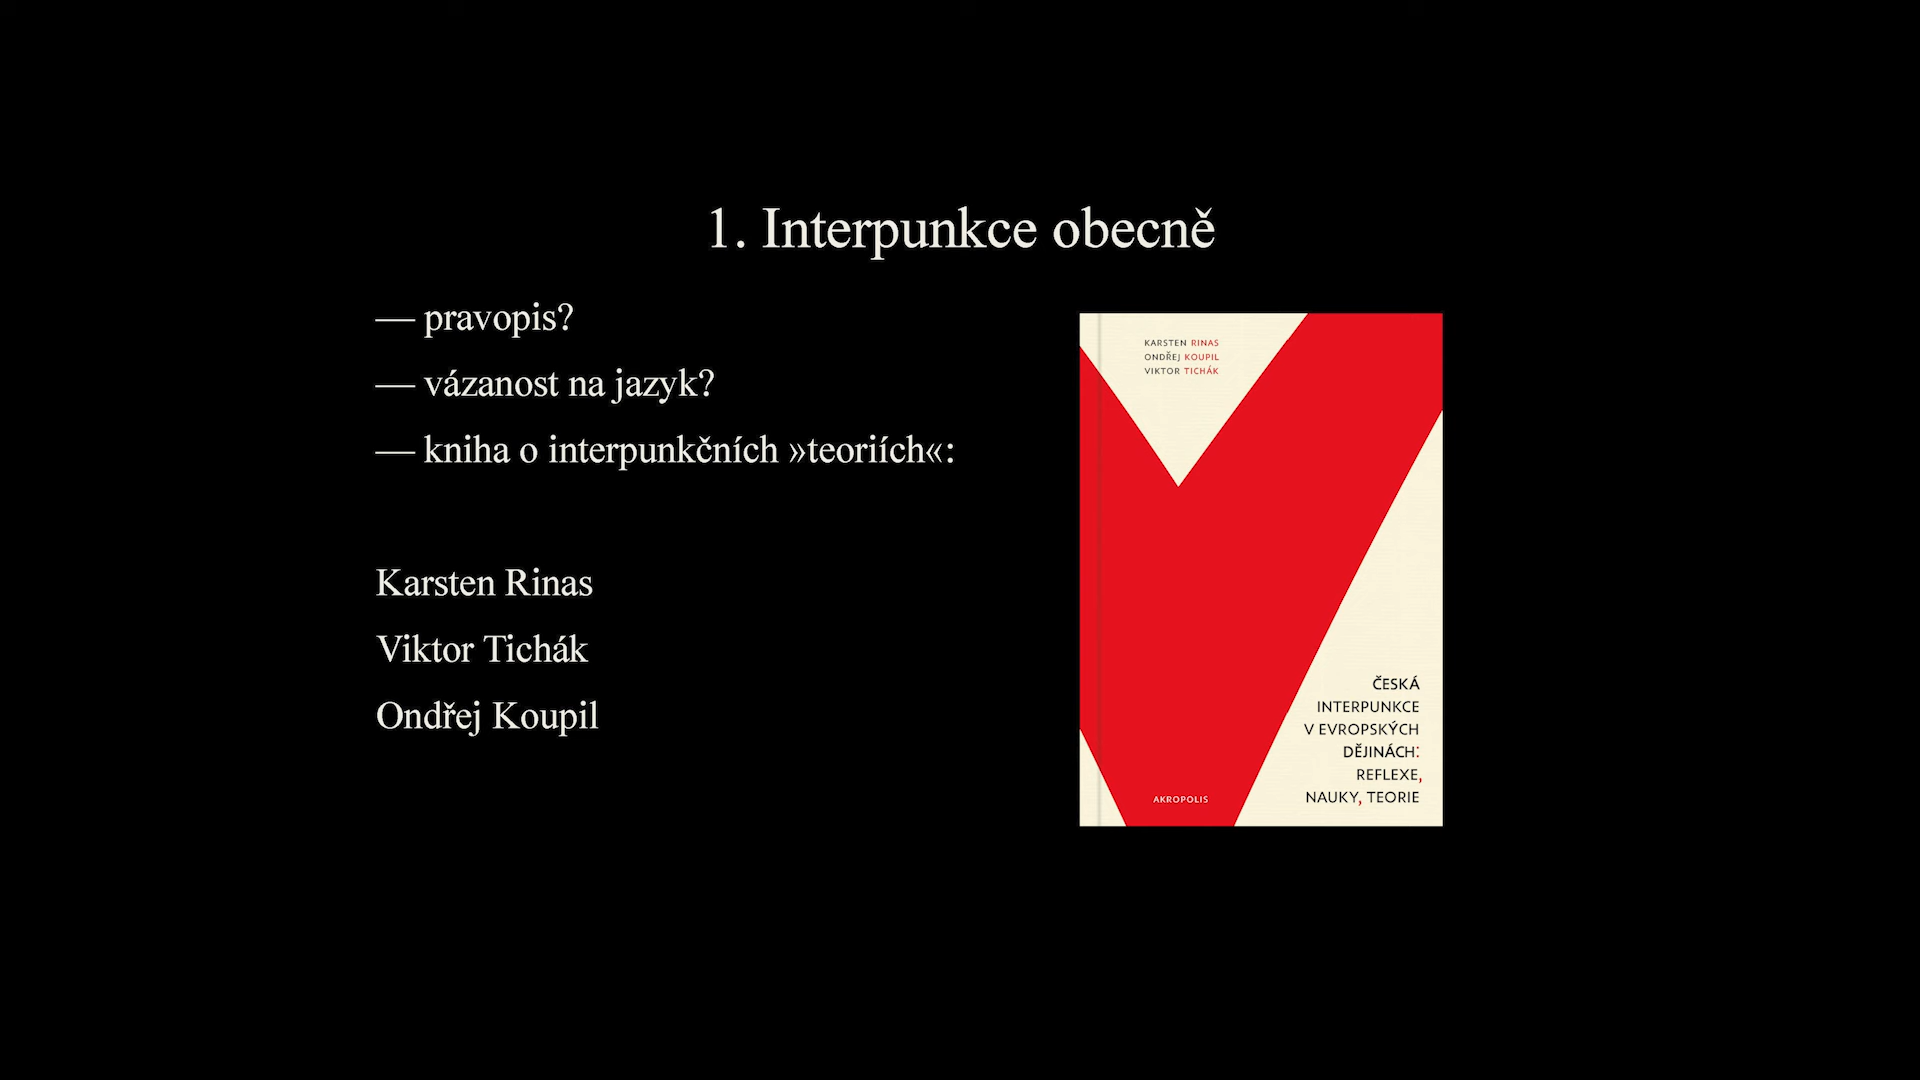 1. Interpunkce obecně
— pravopis?
— vázanost na jazyk?
— kniha o interpunkčních »teoriích«:
Karsten Rinas
Viktor Tichák
Ondřej Koupil
KARSTEN RINAS
ONDŘEJ KOUPIL
VIKTOR TICHÁK
ČESKÁ
INTERPUNKCE
V EVROPSKÝCH
DĚJINÁCH:
REFLEXE,
NAUKY, TEORIE
AKROPOLIS